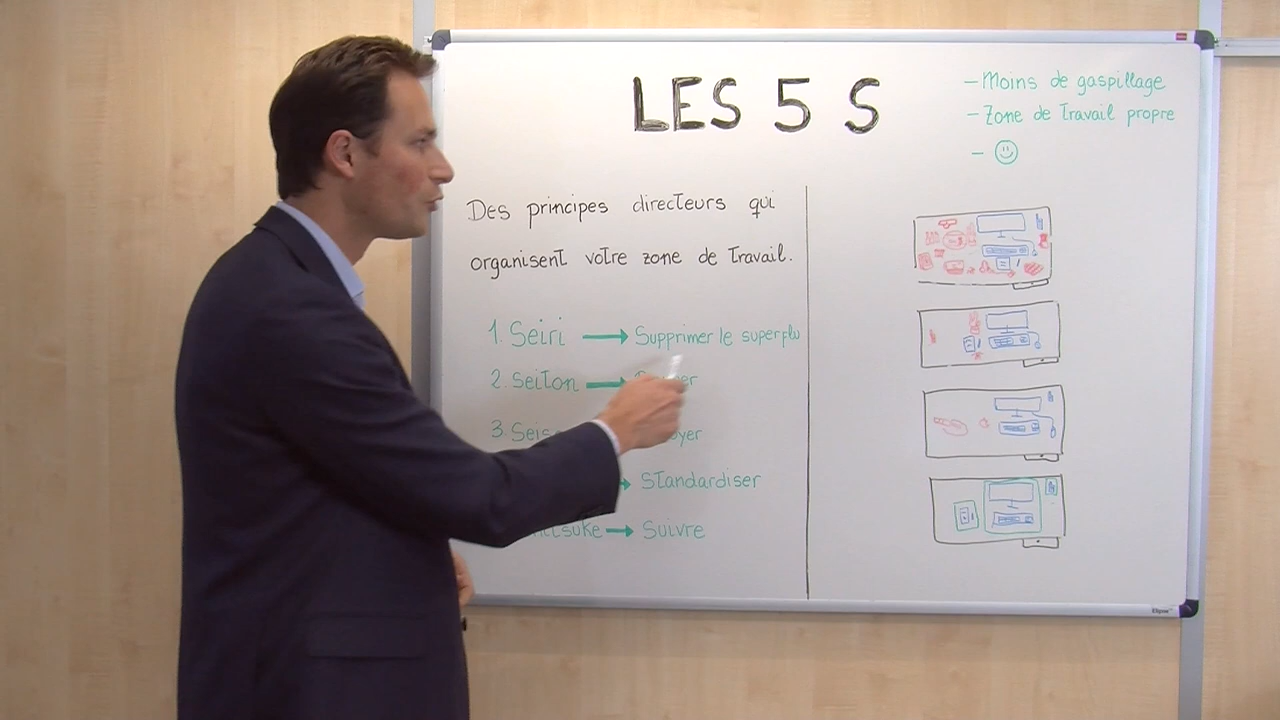 LES 5 S
- Moins de gaspillage
- Zone de travail propre
-
Des principes directeurs qui
organisent votre zone de travail.
1. Seiri → Supprimer le superflu
2. Seiton →
3.
→ Standardiser
→ Suivre